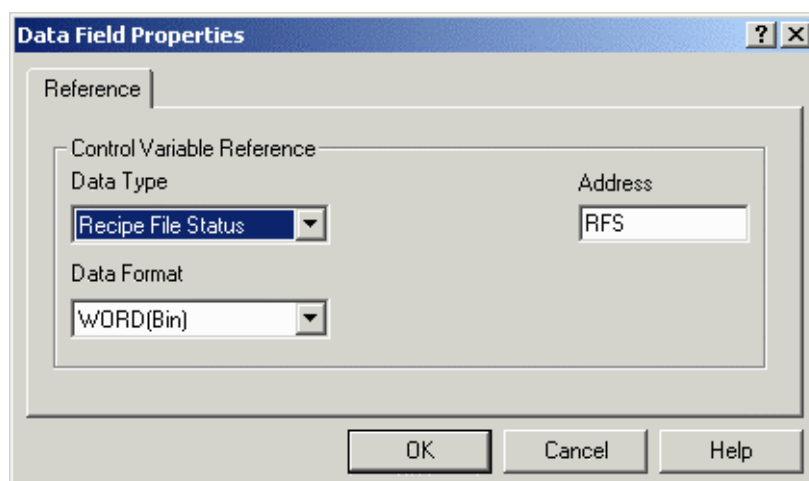 Data Field Properties
Reference
Control Variable Reference
Data Type
Address
Recipe File Status
RFS
Data Format
WORD(Bin)
OK
Cancel
Help